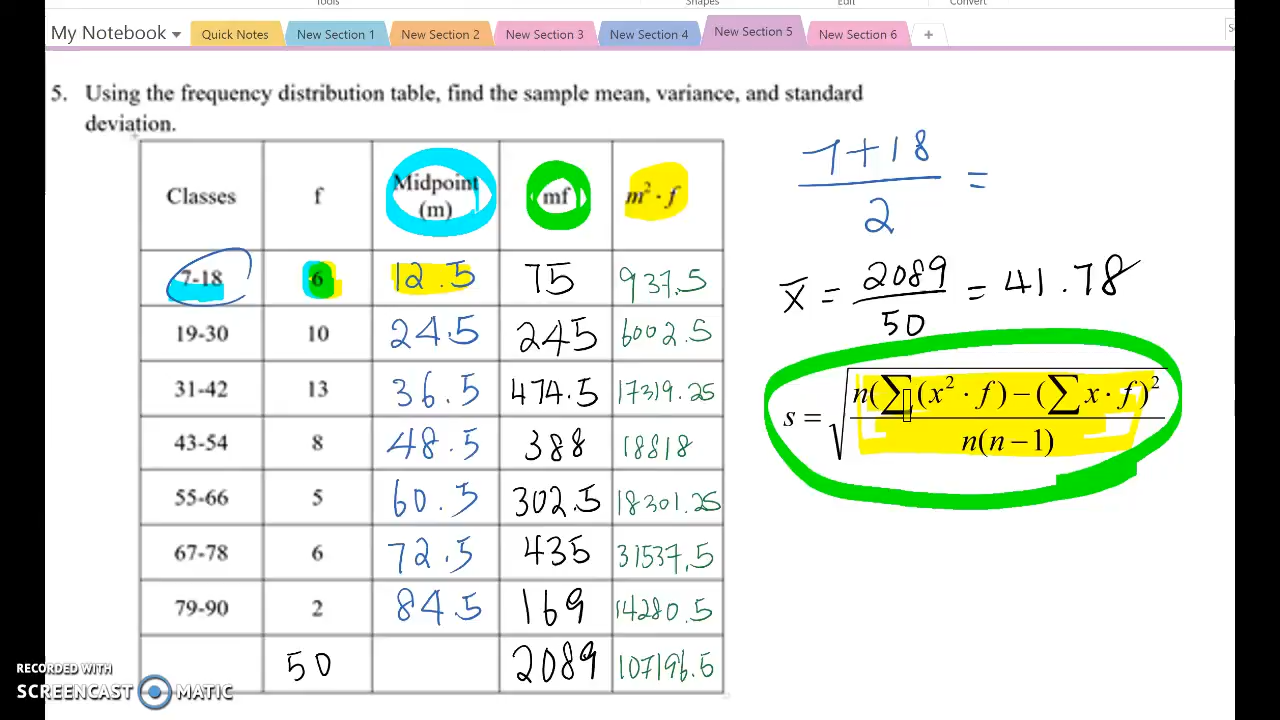 Tools Shapes Edit Convert
My Notebook Quick Notes New Section 1 New Section 2 New Section 3 New Section 4 New Section 5 New Section 6 +
5. Using the frequency distribution table, find the sample mean, variance, and standard
deviation.
Classes f Midpoint (m) mf m² · f
7-18 6 12.5 75 937.5
19-30 10 24.5 245 6002.5
31-42 13 36.5 474.5 17319.25
43-54 8 48.5 388 18818
55-66 5 60.5 302.5 18301.25
67-78 6 72.5 435 31537.5
79-90 2 84.5 169 14280.5
50 2089 107196.5
7+18 / 2 =
x̄ = 2089 / 50 = 41.78
s = √ n(∑(x² · f) − (∑ x · f)² / n(n − 1)
RECORDED WITH
SCREENCAST MATIC